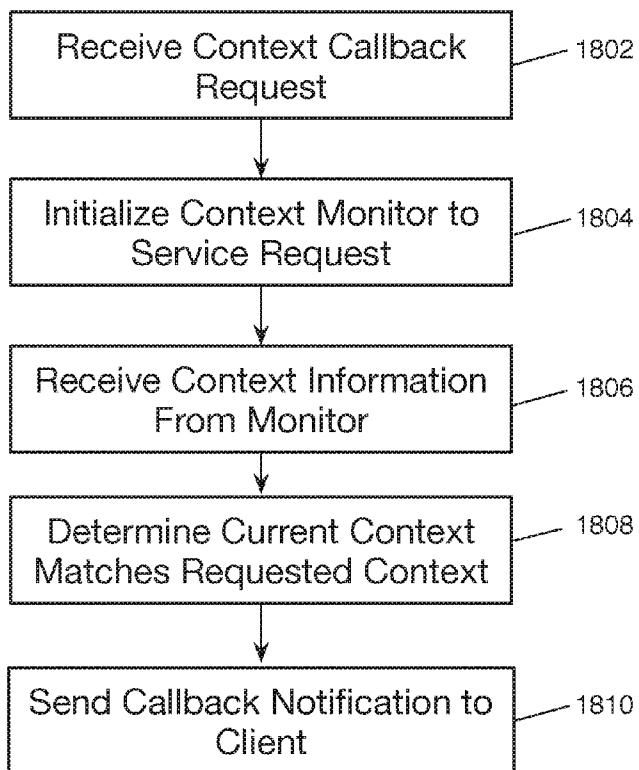 Receive Context Callback
Request
1802
Initialize Context Monitor to
Service Request
1804
Receive Context Information
From Monitor
1806
Determine Current Context
Matches Requested Context
1808
Send Callback Notification to
Client
1810